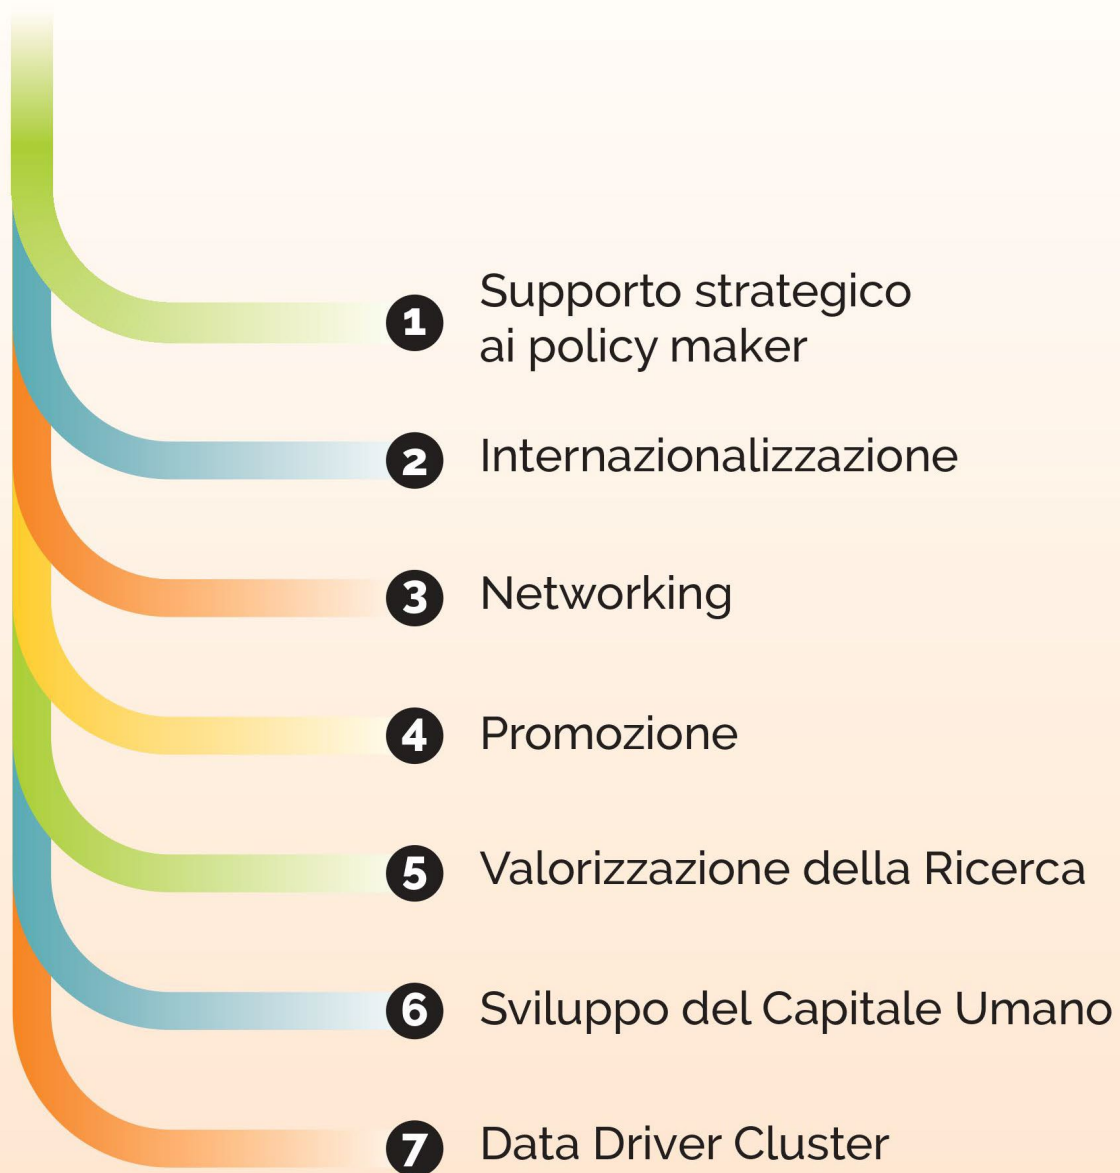 1 Supporto strategico
ai policy maker
2 Internazionalizzazione
3 Networking
4 Promozione
5 Valorizzazione della Ricerca
6 Sviluppo del Capitale Umano
7 Data Driver Cluster